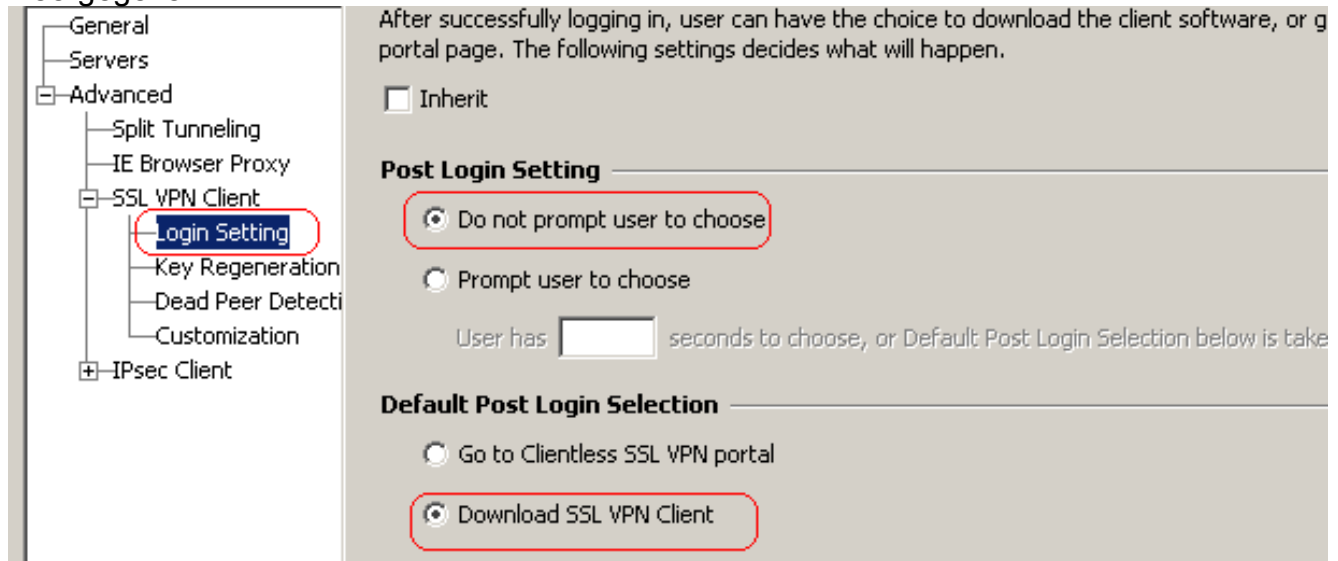 General
Servers
Advanced
Split Tunneling
IE Browser Proxy
SSL VPN Client
Login Setting
Key Regeneration
Dead Peer Detecti
Customization
IPsec Client
After successfully logging in, user can have the choice to download the client software, or g
portal page. The following settings decides what will happen.
Inherit
Post Login Setting
Do not prompt user to choose
Prompt user to choose
User has seconds to choose, or Default Post Login Selection below is take
Default Post Login Selection
Go to Clientless SSL VPN portal
Download SSL VPN Client